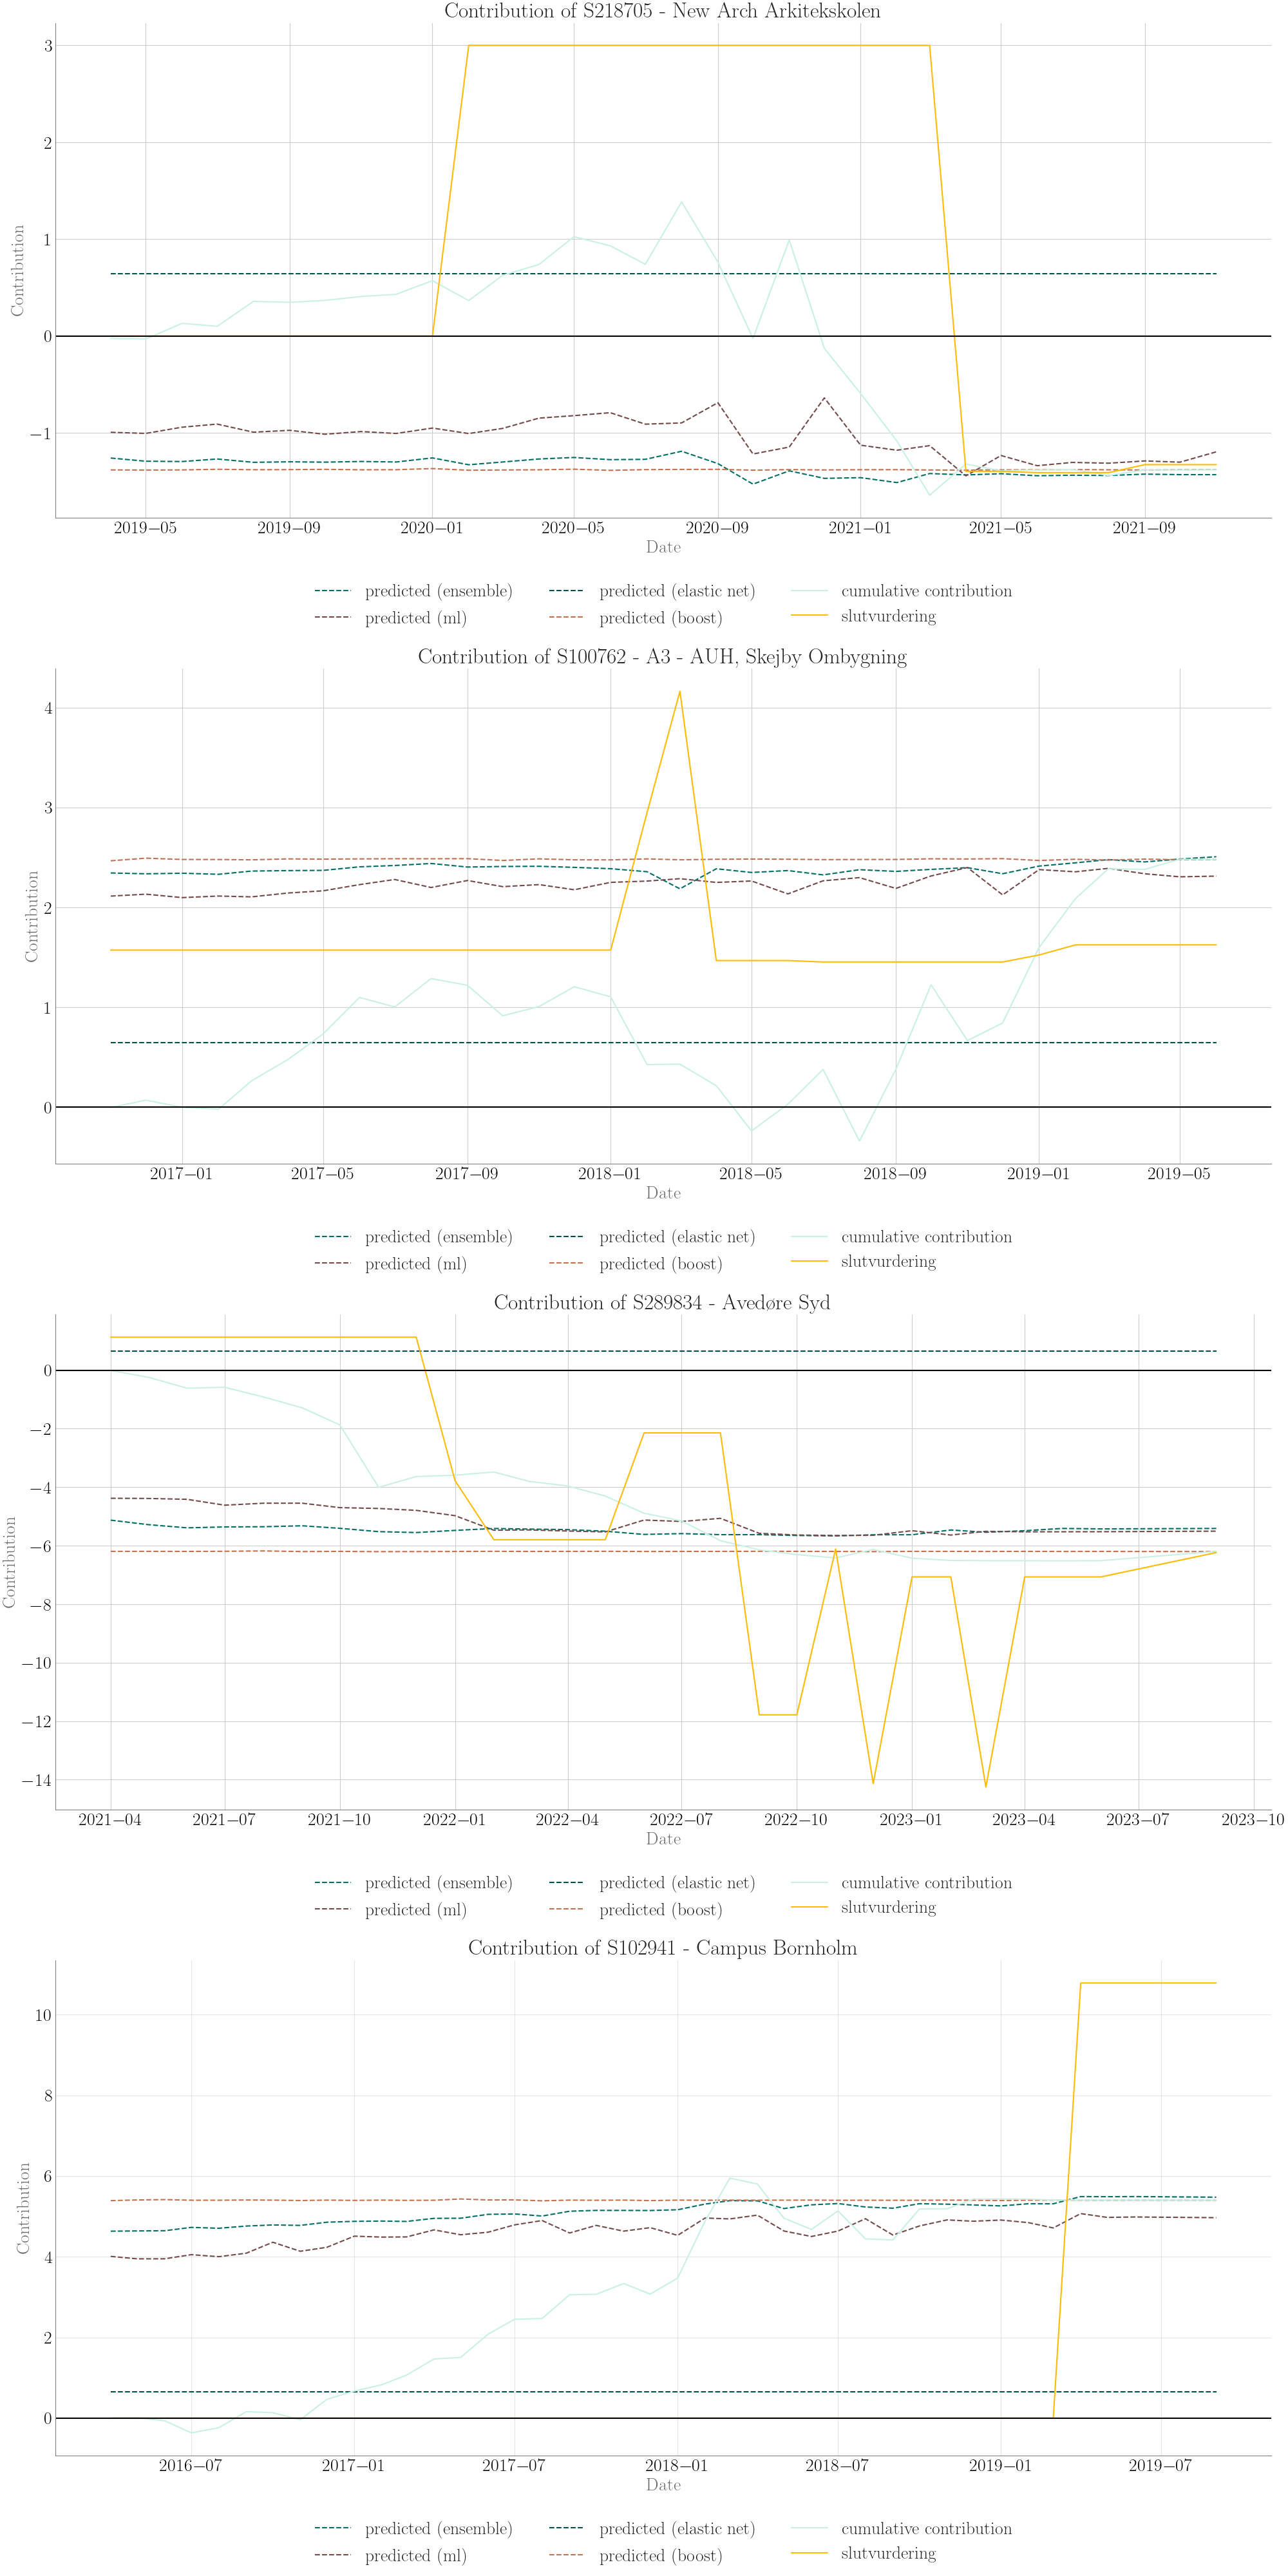 Contribution of S218705 - New Arch Arkitekskolen
3
2
1
0
−1
Contribution
2019−05 2019−09 2020−01 2020−05 2020−09 2021−01 2021−05 2021−09
Date
predicted (ensemble) predicted (elastic net) cumulative contribution
predicted (ml) predicted (boost) slutvurdering
Contribution of S100762 - A3 - AUH, Skejby Ombygning
4
3
2
1
0
Contribution
2017−01 2017−05 2017−09 2018−01 2018−05 2018−09 2019−01 2019−05
Date
predicted (ensemble) predicted (elastic net) cumulative contribution
predicted (ml) predicted (boost) slutvurdering
Contribution of S289834 - Avedøre Syd
0
−2
−4
−6
−8
−10
−12
−14
Contribution
2021−04 2021−07 2021−10 2022−01 2022−04 2022−07 2022−10 2023−01 2023−04 2023−07 2023−10
Date
predicted (ensemble) predicted (elastic net) cumulative contribution
predicted (ml) predicted (boost) slutvurdering
Contribution of S102941 - Campus Bornholm
10
8
6
4
2
0
Contribution
2016−07 2017−01 2017−07 2018−01 2018−07 2019−01 2019−07
Date
predicted (ensemble) predicted (elastic net) cumulative contribution
predicted (ml) predicted (boost) slutvurdering